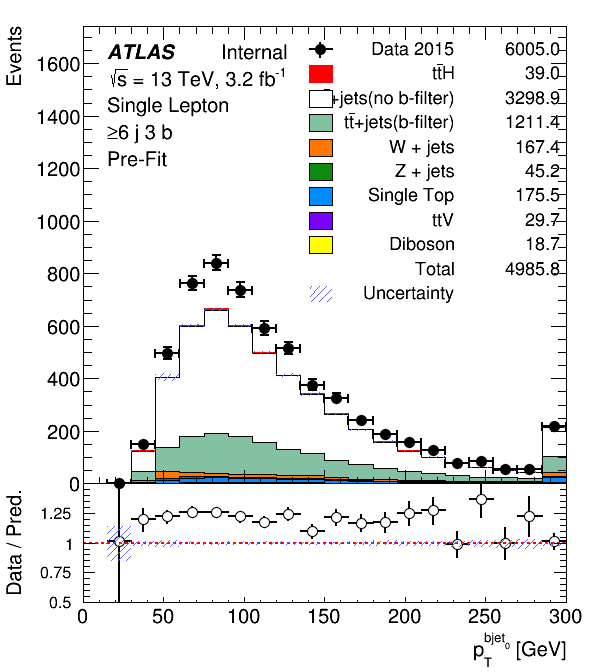 ATLAS Internal
√s = 13 TeV, 3.2 fb⁻¹
Single Lepton
≥6 j 3 b
Pre-Fit
Data 2015 6005.0
tt̄H 39.0
+jets(no b-filter) 3298.9
tt̄+jets(b-filter) 1211.4
W + jets 167.4
Z + jets 45.2
Single Top 175.5
ttV 29.7
Diboson 18.7
Total 4985.8
Uncertainty
Events
1600
1400
1200
1000
800
600
400
200
0
Data / Pred.
1.25
1
0.75
0.5
0 50 100 150 200 250 300
p_T^bjet₀ [GeV]